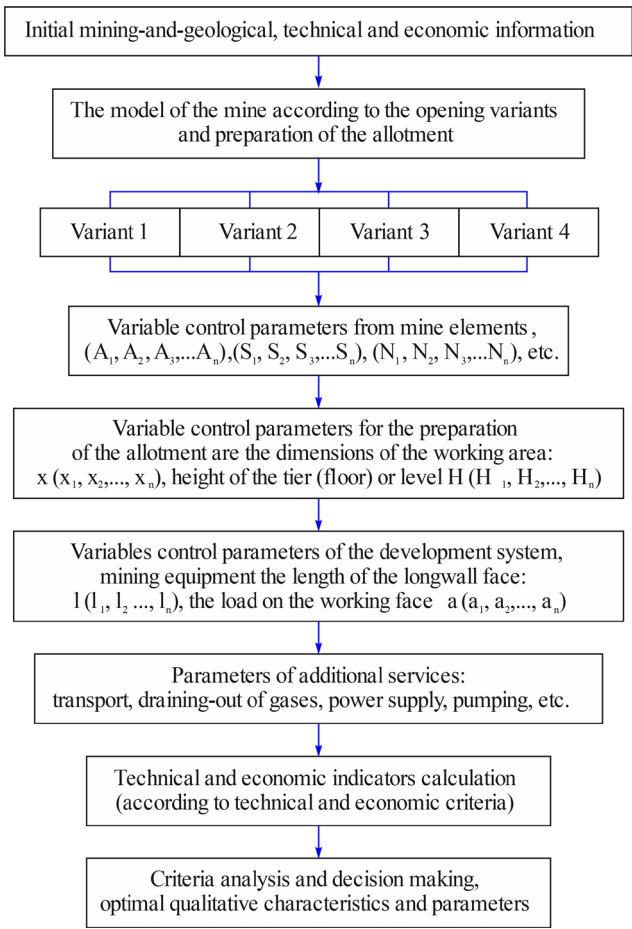 Initial mining-and-geological, technical and economic information
The model of the mine according to the opening variants
and preparation of the allotment
Variant 1
Variant 2
Variant 3
Variant 4
Variable control parameters from mine elements ,
(A₁, A₂, A₃,...Aₙ),(S₁, S₂, S₃,...Sₙ), (N₁, N₂, N₃,...Nₙ), etc.
Variable control parameters for the preparation
of the allotment are the dimensions of the working area:
x (x₁, x₂,..., xₙ), height of the tier (floor) or level H (H ₁, H₂,..., Hₙ)
Variables control parameters of the development system,
mining equipment the length of the longwall face:
l (l₁, l₂ ..., lₙ), the load on the working face a (a₁, a₂,..., aₙ)
Parameters of additional services:
transport, draining-out of gases, power supply, pumping, etc.
Technical and economic indicators calculation
(according to technical and economic criteria)
Criteria analysis and decision making,
optimal qualitative characteristics and parameters